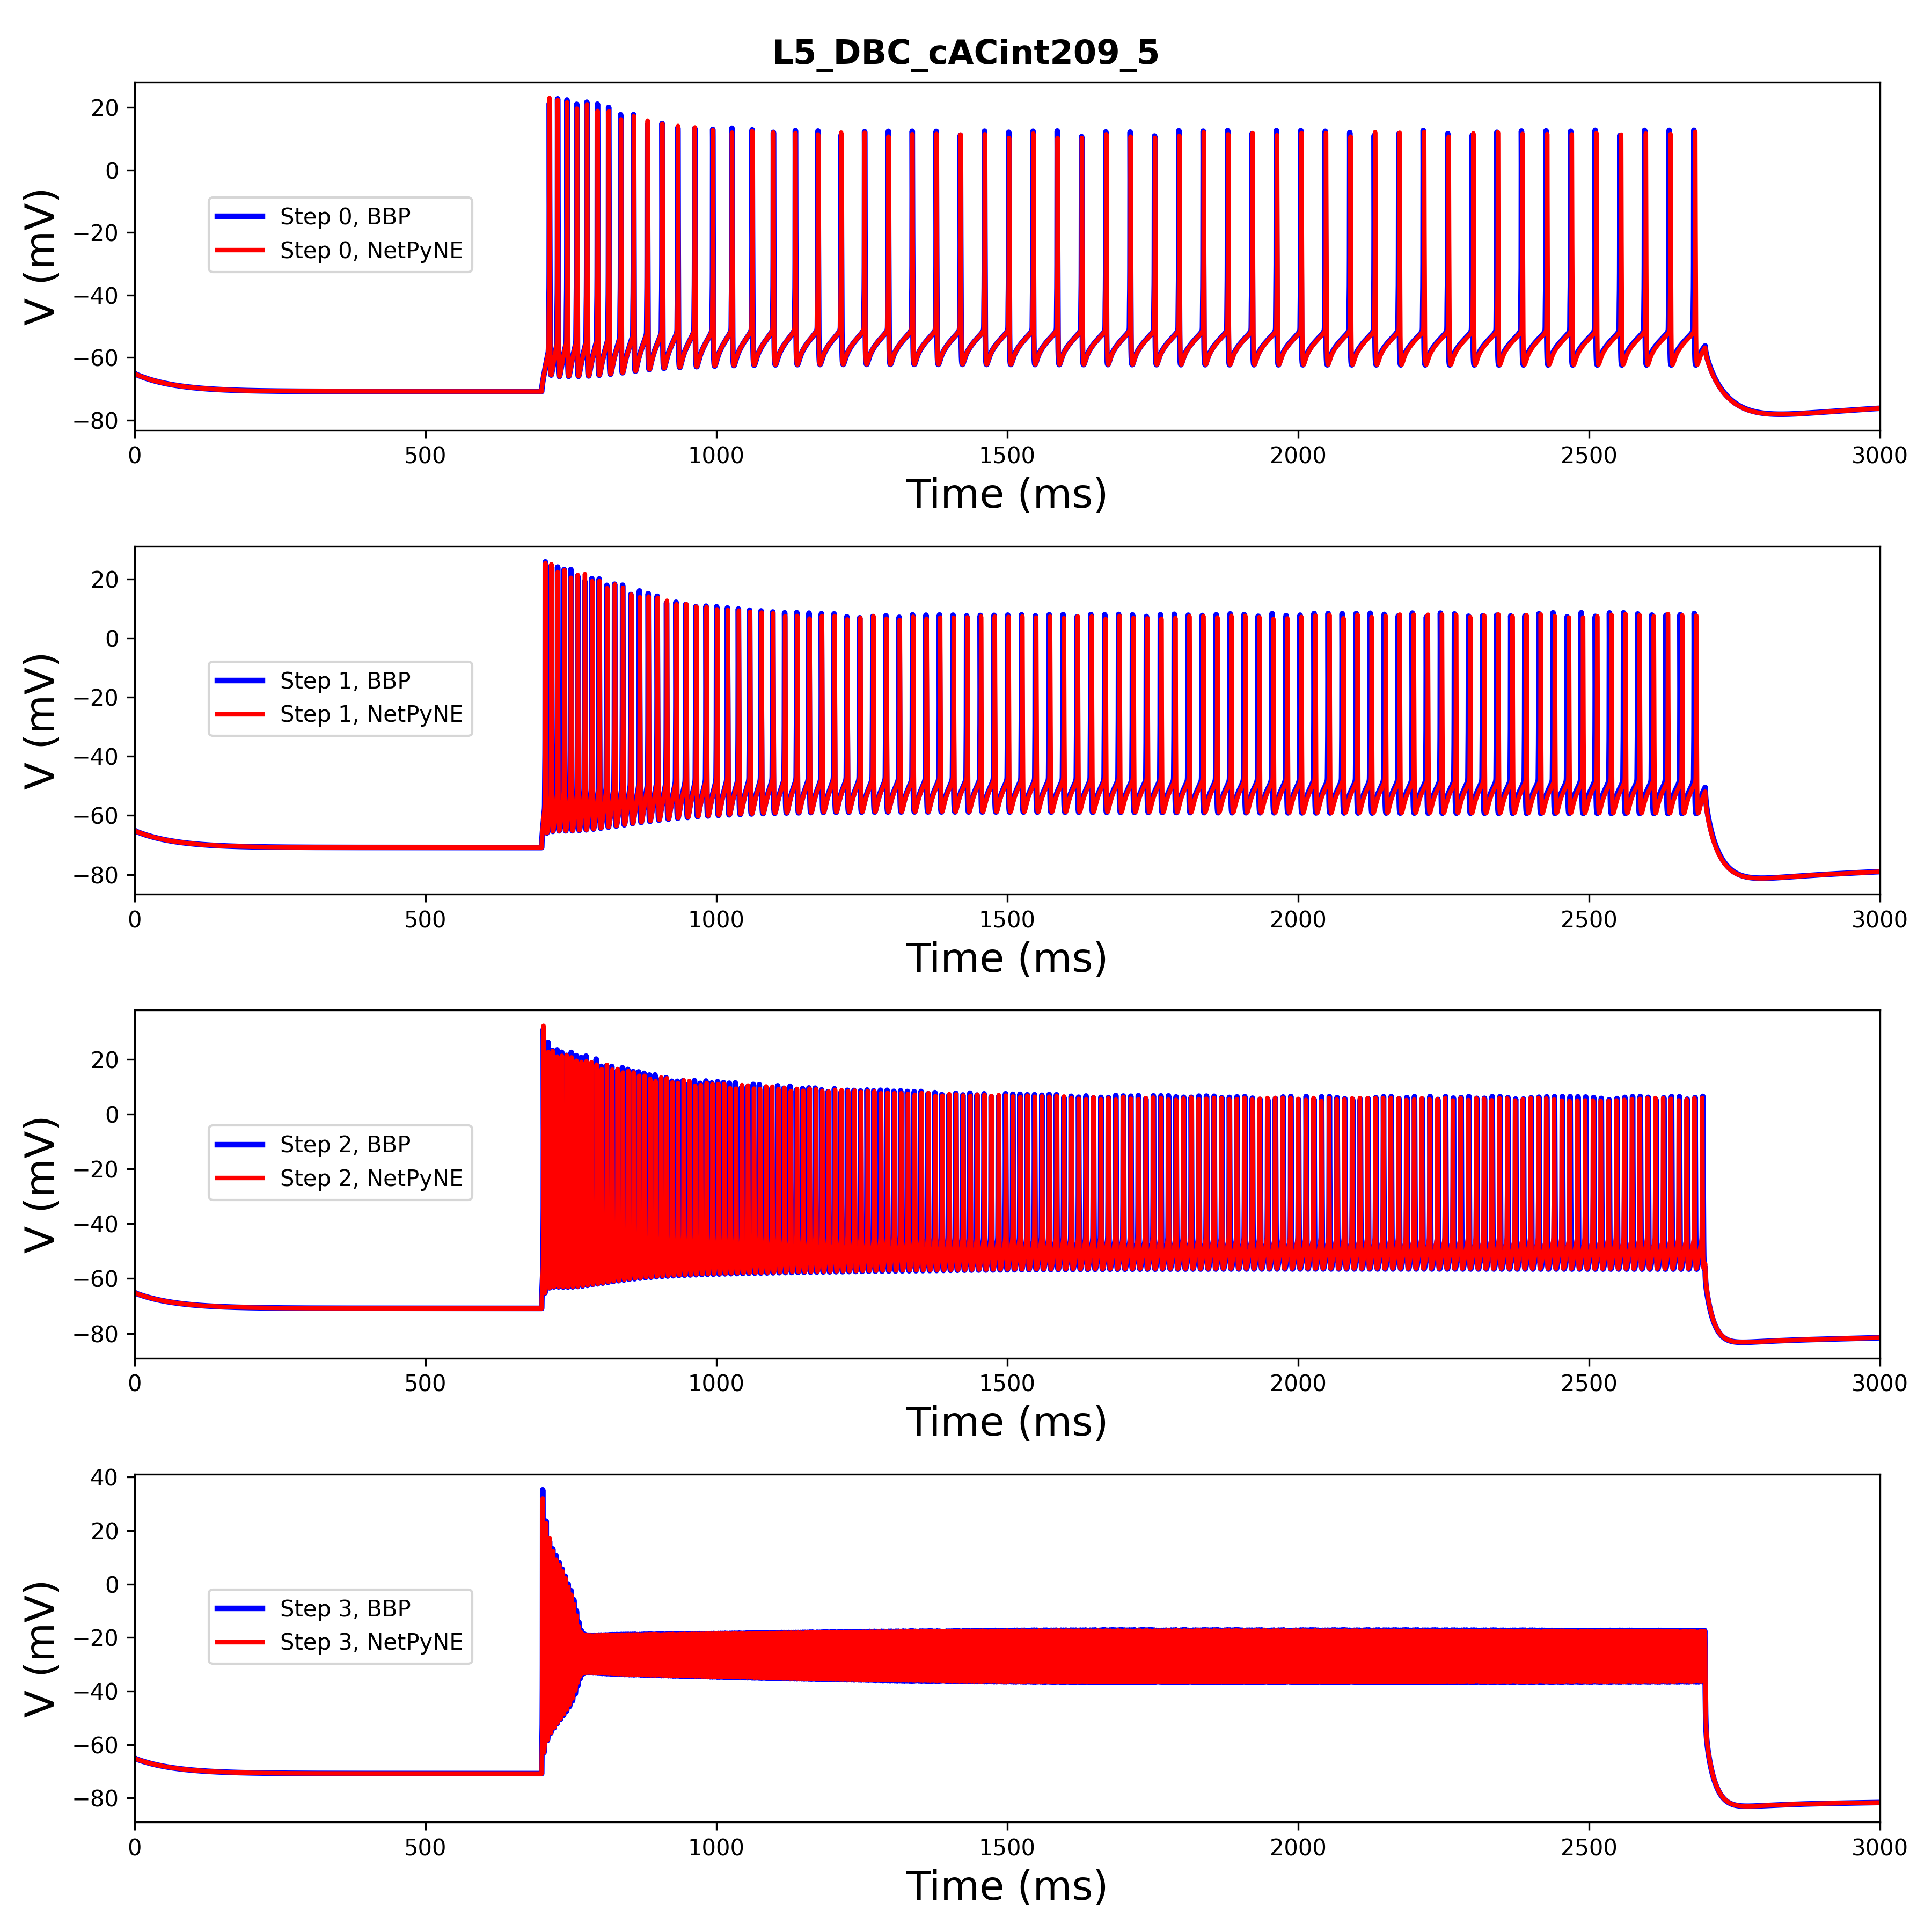 L5_DBC_cACint209_5
20
0
−20
−40
−60
−80
V (mV)
Step 0, BBP
Step 0, NetPyNE
0 500 1000 1500 2000 2500 3000
Time (ms)
20
0
−20
−40
−60
−80
V (mV)
Step 1, BBP
Step 1, NetPyNE
0 500 1000 1500 2000 2500 3000
Time (ms)
20
0
−20
−40
−60
−80
V (mV)
Step 2, BBP
Step 2, NetPyNE
0 500 1000 1500 2000 2500 3000
Time (ms)
40
20
0
−20
−40
−60
−80
V (mV)
Step 3, BBP
Step 3, NetPyNE
0 500 1000 1500 2000 2500 3000
Time (ms)